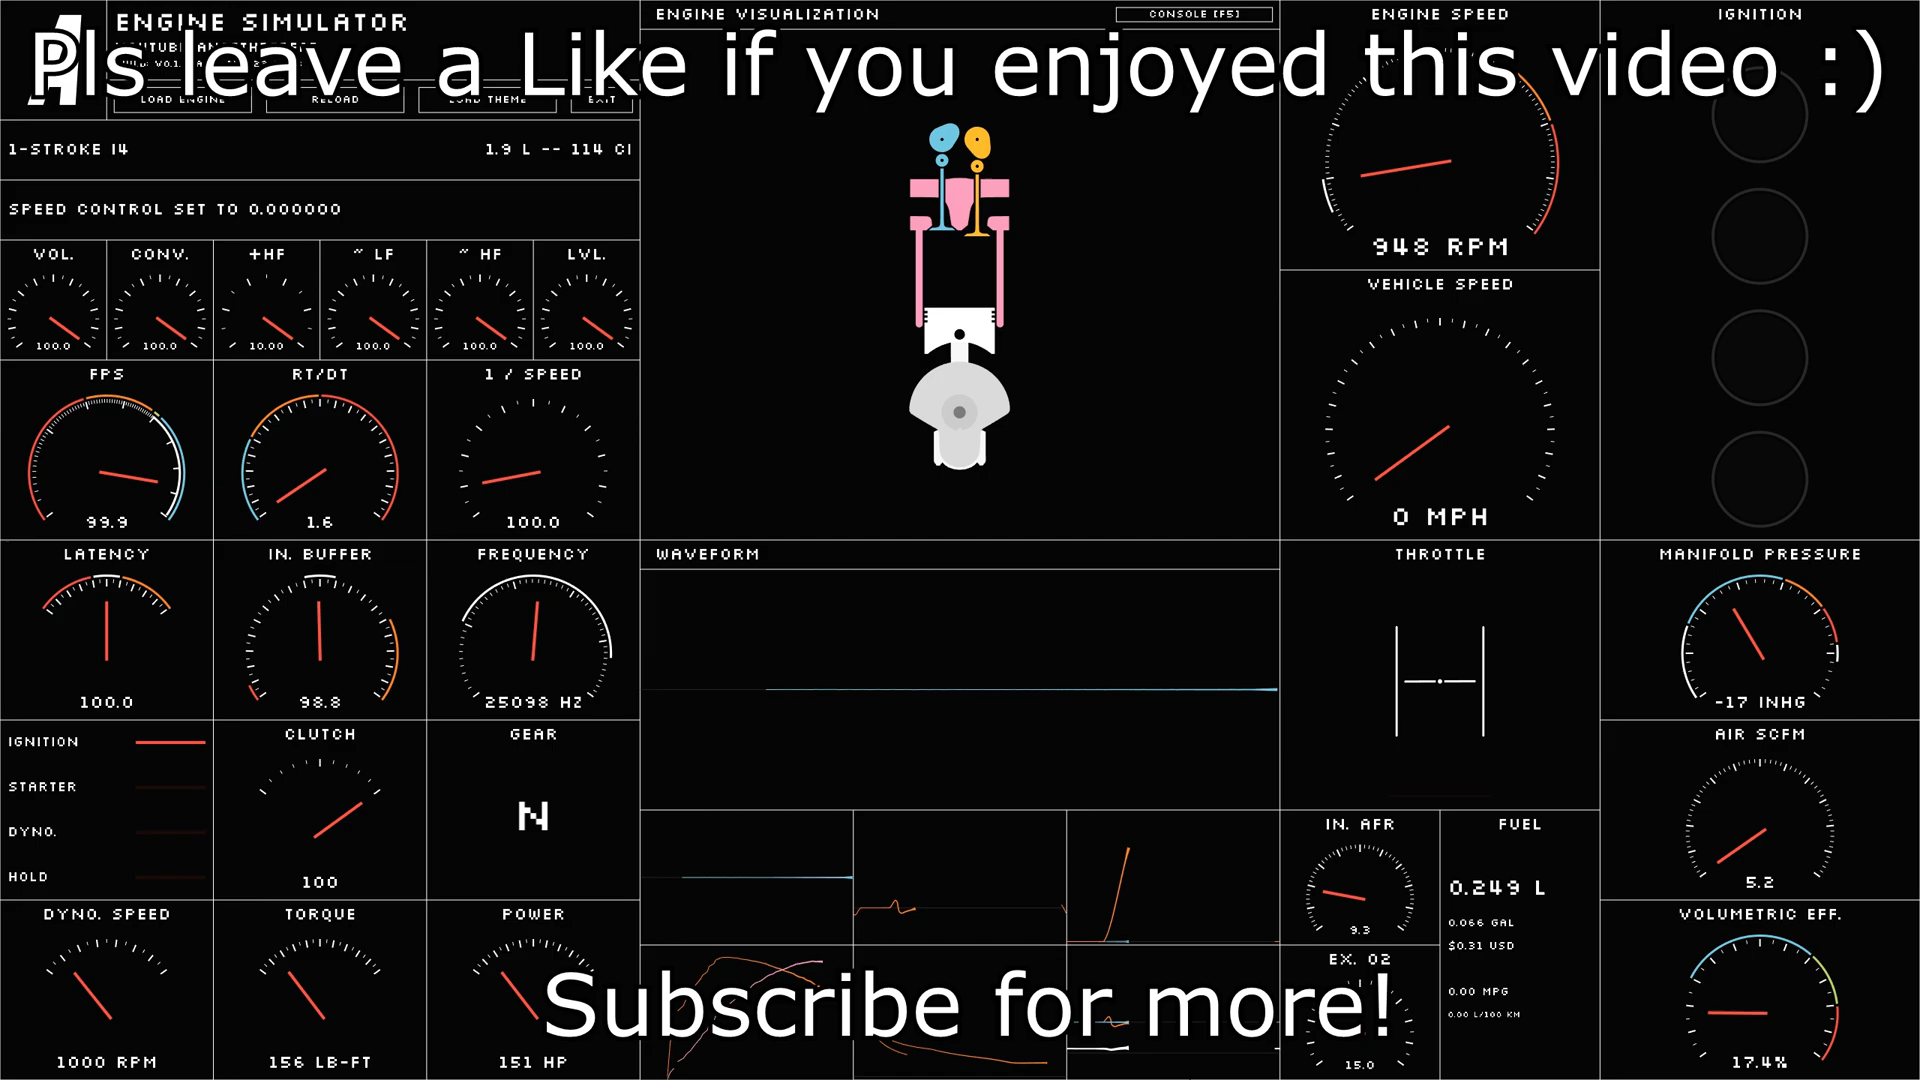 ENGINE SIMULATOR
Pls leave a Like if you enjoyed this video :)
LOAD ENGINE
RELOAD
LOAD THEME
EXIT
1-STROKE I4
1.9 L -- 114 CI
SPEED CONTROL SET TO 0.000000
VOL.
CONV.
+HF
~ LF
~ HF
LVL.
100.0
100.0
10.00
100.0
100.0
100.0
FPS
RT/DT
1 / SPEED
99.9
1.6
100.0
LATENCY
IN. BUFFER
FREQUENCY
100.0
98.8
25098 HZ
IGNITION
STARTER
DYNO.
HOLD
CLUTCH
100
GEAR
N
DYNO. SPEED
TORQUE
POWER
1000 RPM
156 LB-FT
151 HP
ENGINE VISUALIZATION
CONSOLE [F5]
WAVEFORM
Subscribe for more!
ENGINE SPEED
948 RPM
VEHICLE SPEED
0 MPH
THROTTLE
IN. AFR
9.3
EX. O2
15.0
FUEL
0.249 L
0.066 GAL
$0.31 USD
0.00 MPG
0.00 L/100 KM
IGNITION
MANIFOLD PRESSURE
-17 INHG
AIR SCFM
5.2
VOLUMETRIC EFF.
17.4%